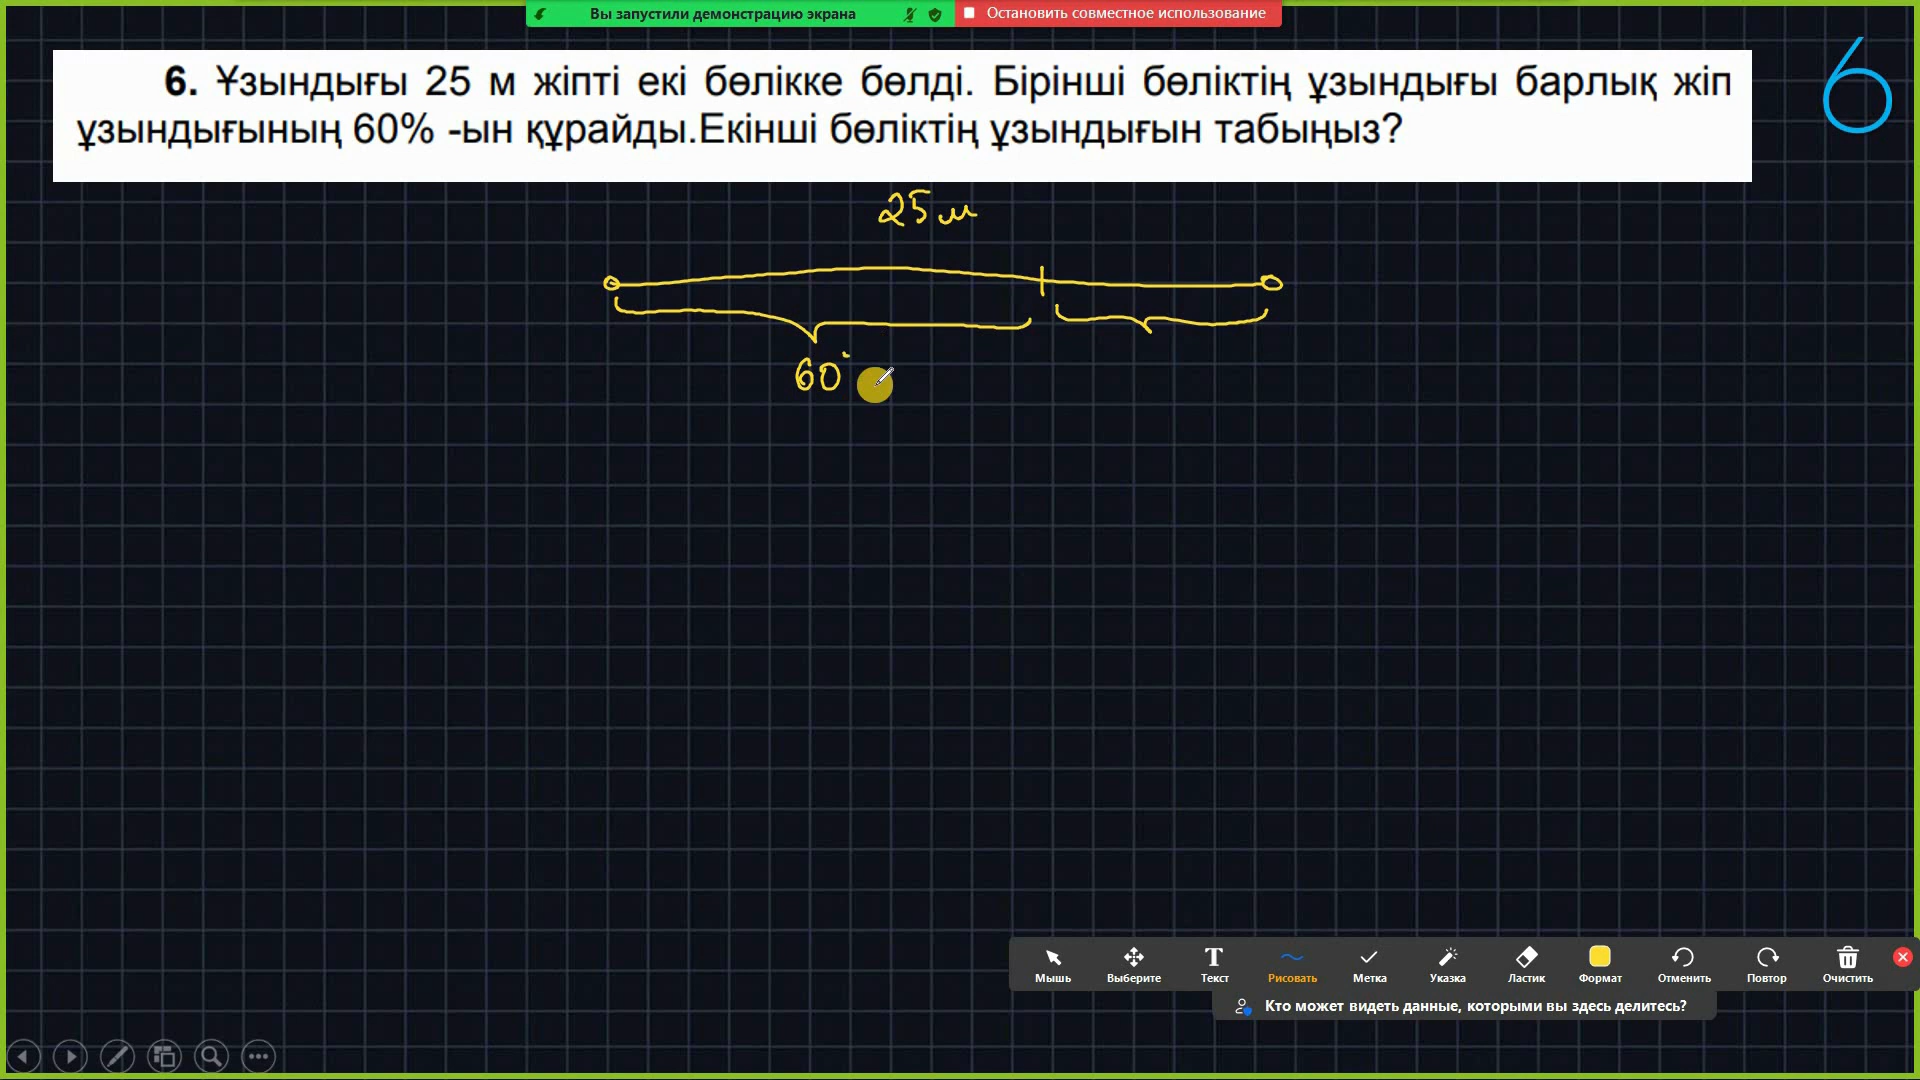 Вы запустили демонстрацию экрана
Остановить совместное использование
6
6. Ұзындығы 25 м жіпті екі бөлікке бөлді. Бірінші бөліктің ұзындығы барлық жіп
ұзындығының 60% -ын құрайды.Екінші бөліктің ұзындығын табыңыз?
25 м
60
Мышь
Выберите
Текст
Рисовать
Метка
Указка
Ластик
Формат
Отменить
Повтор
Очистить
Кто может видеть данные, которыми вы здесь делитесь?